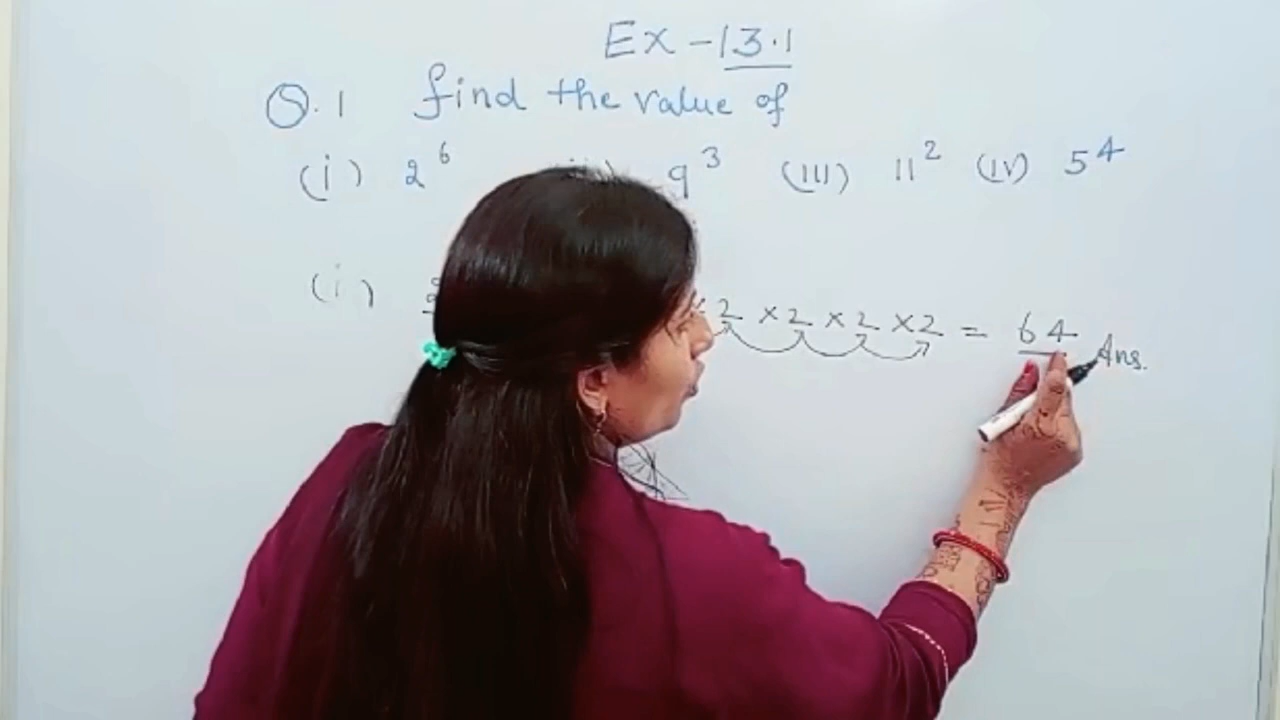 Ex - 13.1
Q.1 find the value of
(i) 2^6 9^3 (III) 11^2 (IV) 5^4
(i) 2 × 2 × 2 × 2 = 64 Ans.